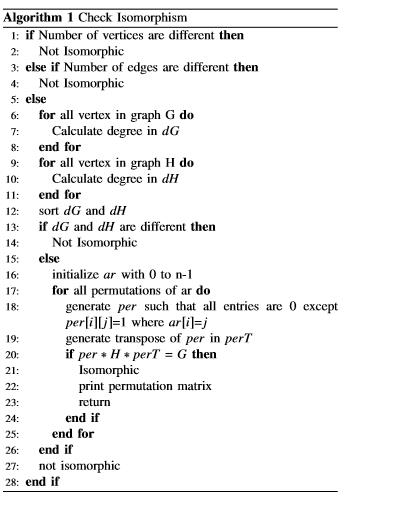 Algorithm 1 Check Isomorphism
1: if Number of vertices are different then
2: Not Isomorphic
3: else if Number of edges are different then
4: Not Isomorphic
5: else
6: for all vertex in graph G do
7: Calculate degree in dG
8: end for
9: for all vertex in graph H do
10: Calculate degree in dH
11: end for
12: sort dG and dH
13: if dG and dH are different then
14: Not Isomorphic
15: else
16: initialize ar with 0 to n-1
17: for all permutations of ar do
18: generate per such that all entries are 0 except
per[i][j]=1 where ar[i]=j
19: generate transpose of per in perT
20: if per * H * perT = G then
21: Isomorphic
22: print permutation matrix
23: return
24: end if
25: end for
26: end if
27: not isomorphic
28: end if